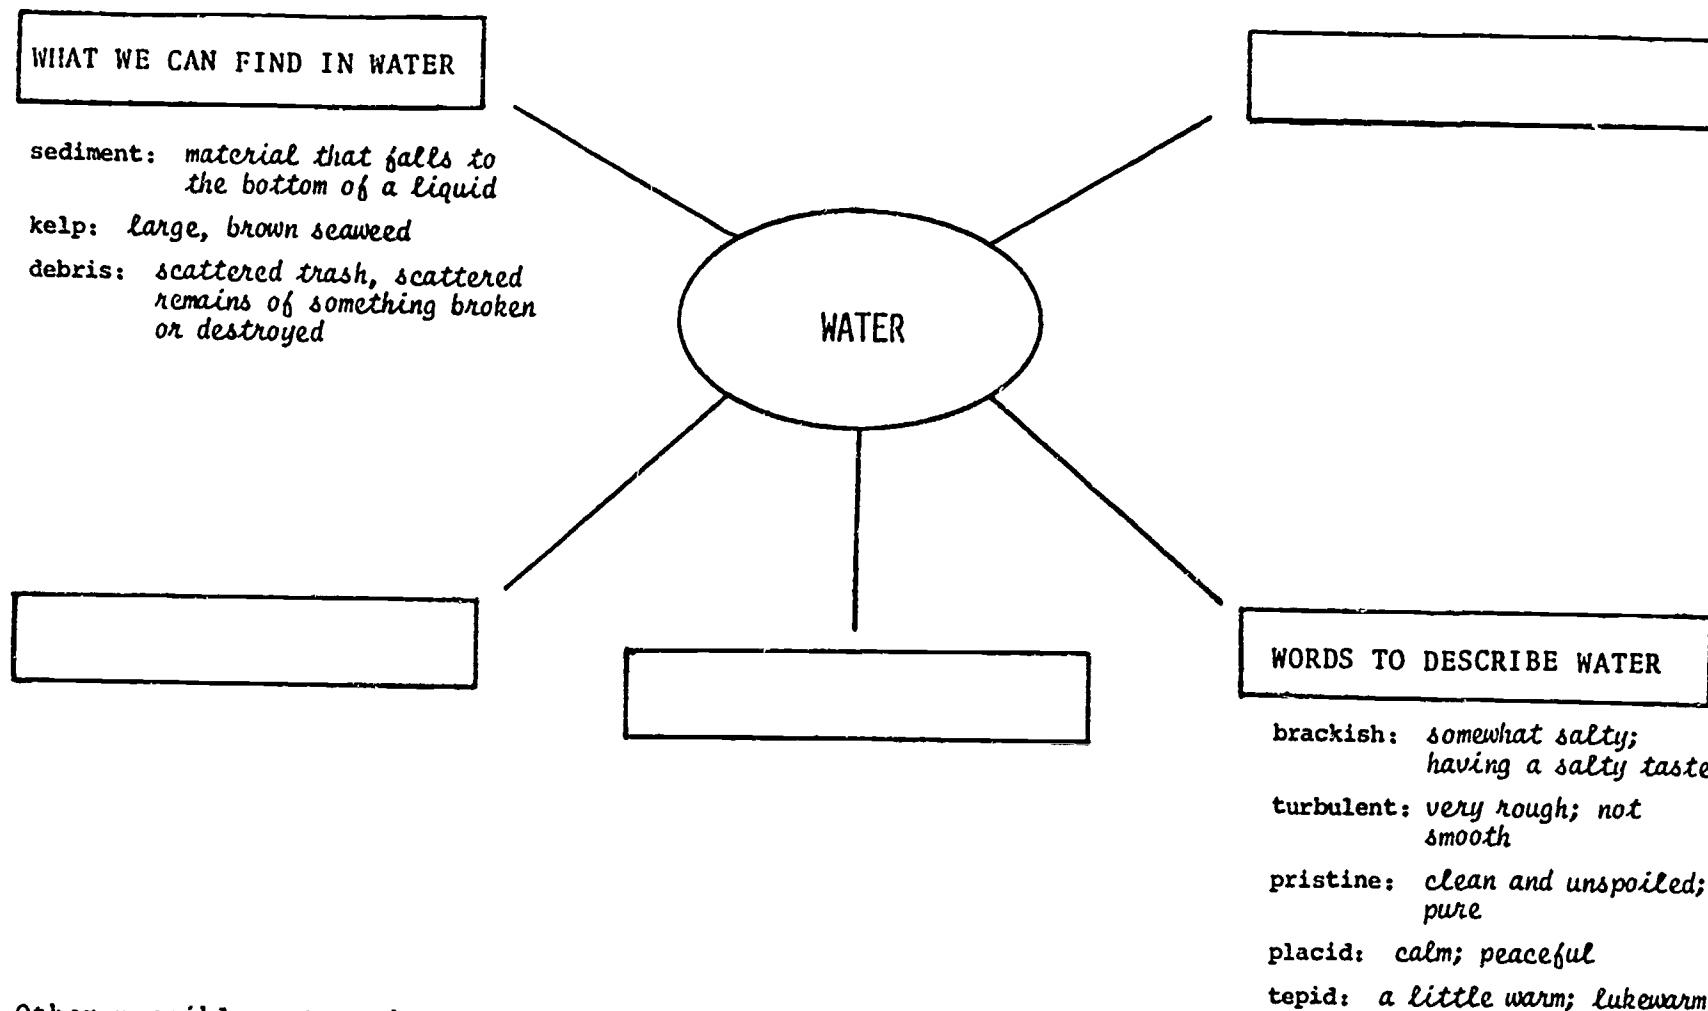 WHAT WE CAN FIND IN WATER
sediment: material that falls to
the bottom of a liquid
kelp: large, brown seaweed
debris: scattered trash, scattered
remains of something broken
or destroyed
WATER
WORDS TO DESCRIBE WATER
brackish: somewhat salty;
having a salty taste
turbulent: very rough; not
smooth
pristine: clean and unspoiled;
pure
placid: calm; peaceful
tepid: a little warm; lukewarm